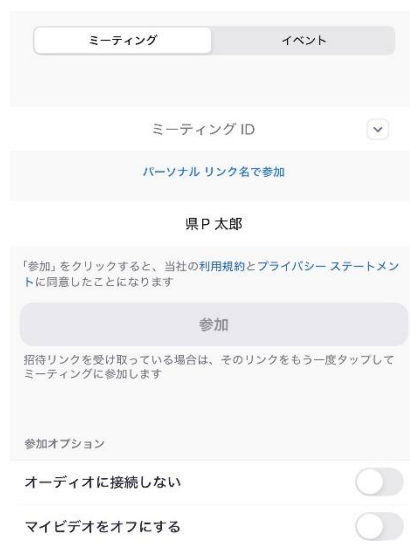 ミーティング
イベント
ミーティング ID
パーソナル リンク名で参加
県P 太郎
「参加」をクリックすると、当社の利用規約とプライバシー ステートメン
トに同意したことになります
参加
招待リンクを受け取っている場合は、そのリンクをもう一度タップして
ミーティングに参加します
参加オプション
オーディオに接続しない
マイビデオをオフにする